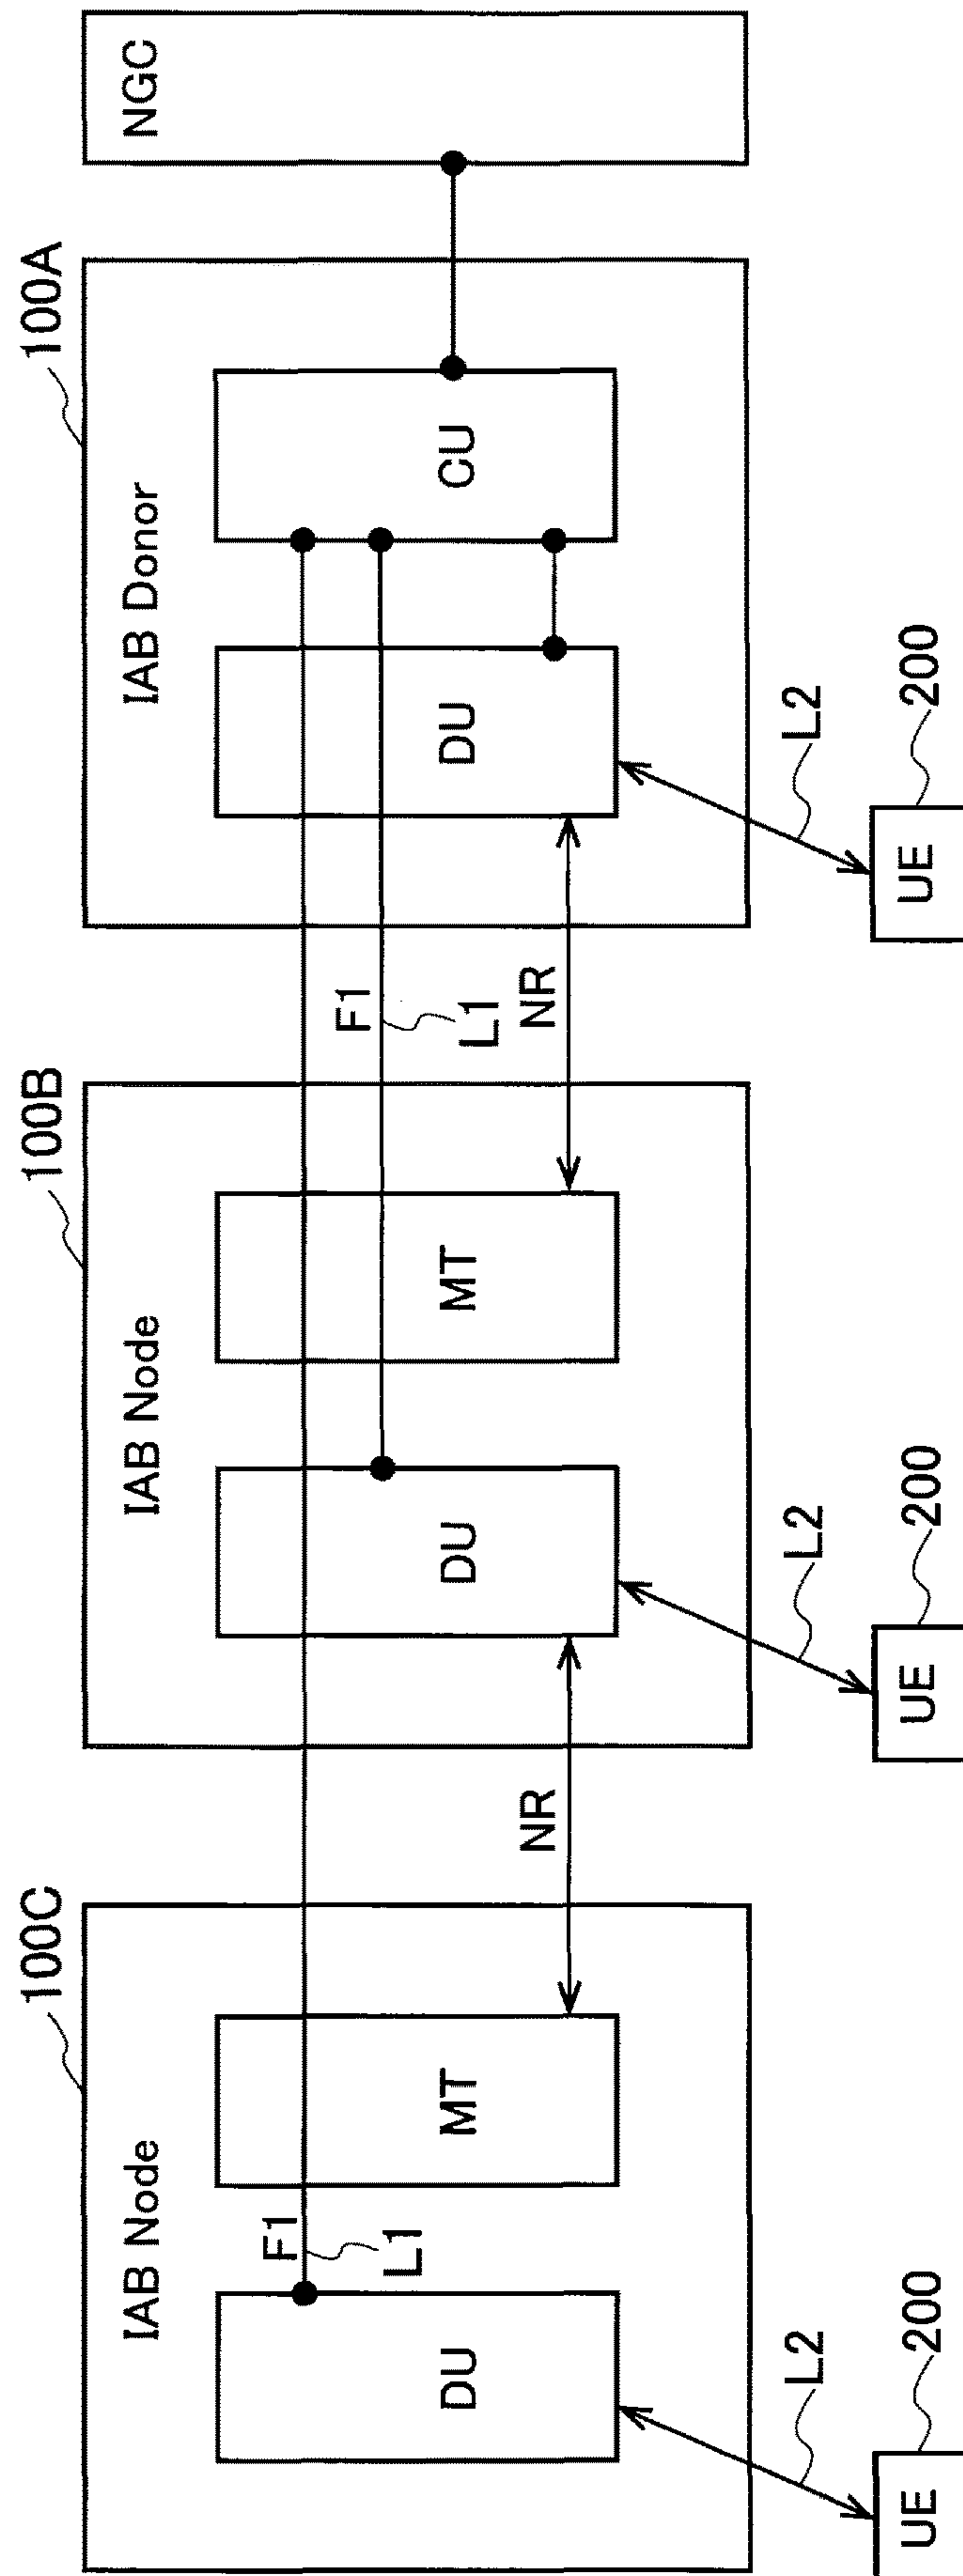 100C
100B
100A
IAB Node
IAB Node
IAB Donor
NGC
F1
L1
F1
L1
DU
MT
DU
MT
DU
CU
NR
NR
L2
L2
L2
200
200
200
UE
UE
UE